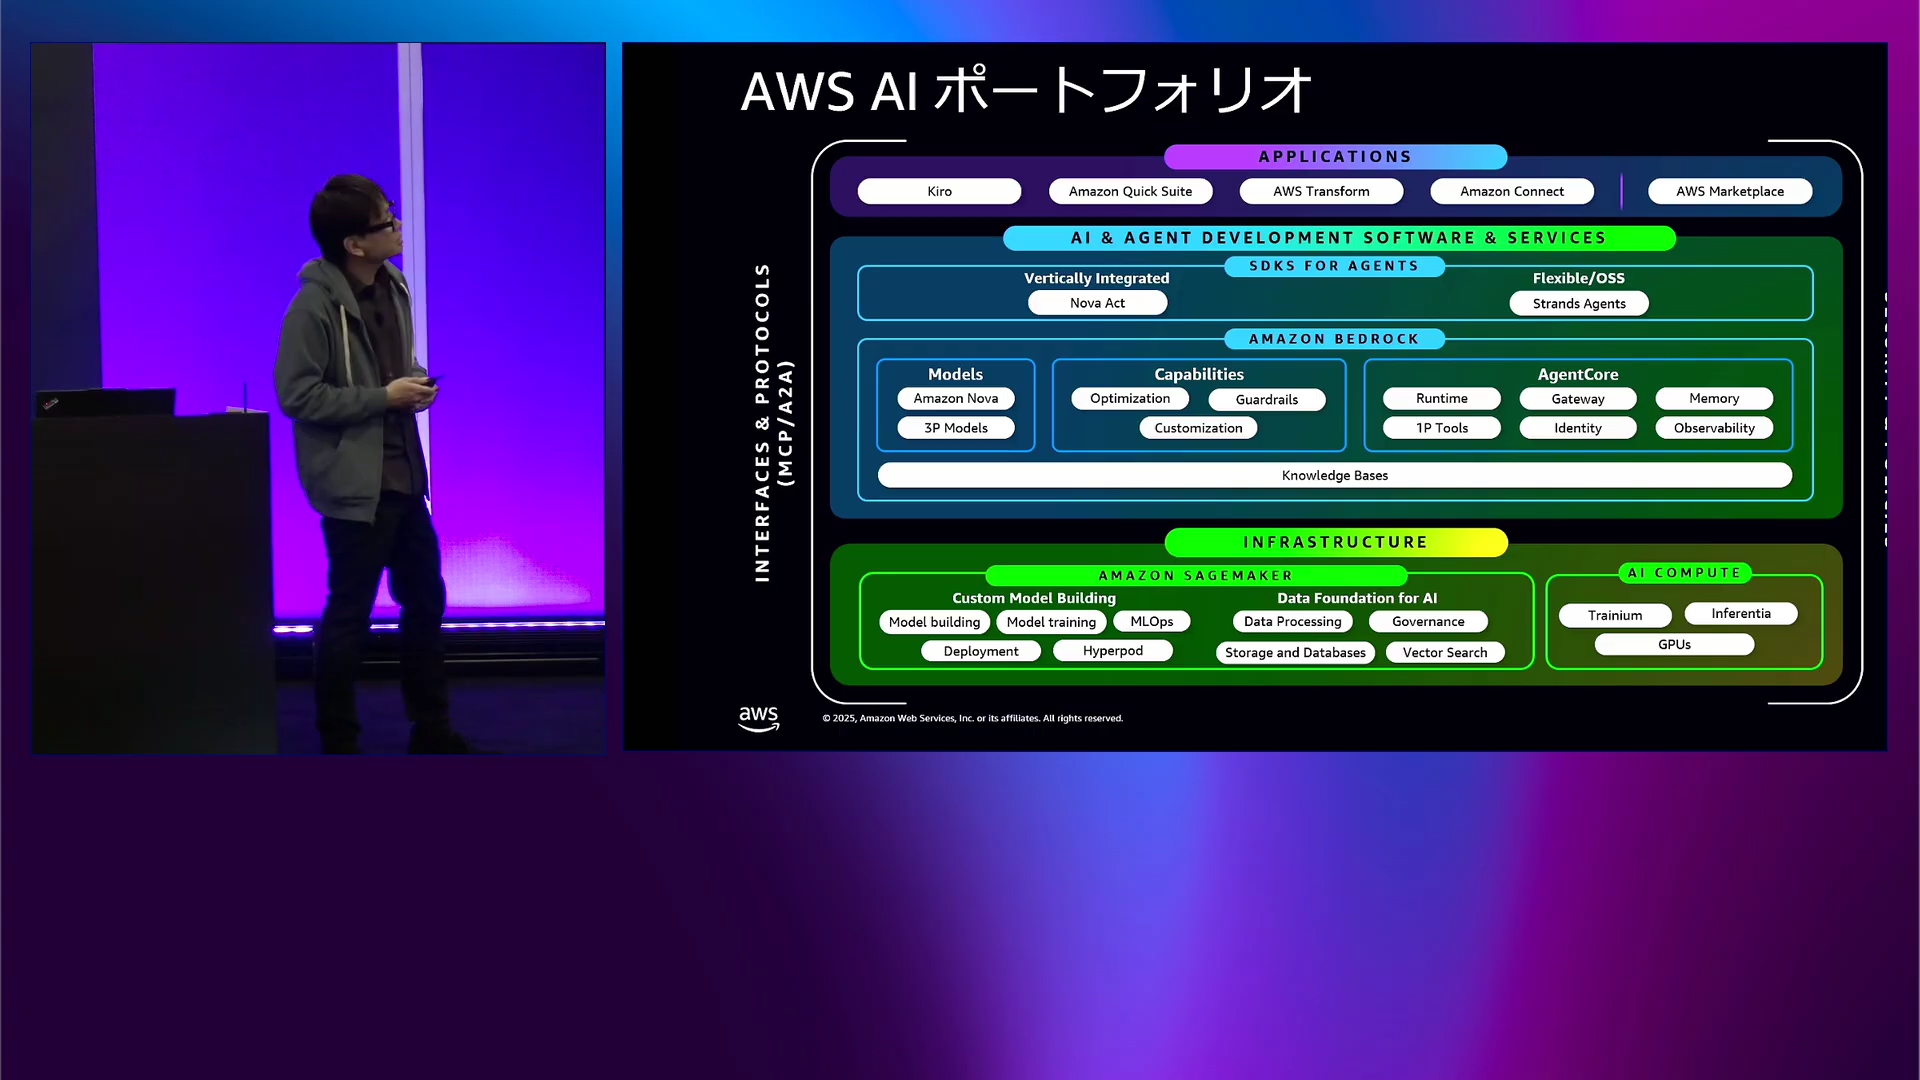 AWS AI ポートフォリオ
INTERFACES & PROTOCOLS
(MCP/A2A)
APPLICATIONS
Kiro
Amazon Quick Suite
AWS Transform
Amazon Connect
AWS Marketplace
AI & AGENT DEVELOPMENT SOFTWARE & SERVICES
SDKS FOR AGENTS
Vertically Integrated
Nova Act
Flexible/OSS
Strands Agents
AMAZON BEDROCK
Models
Amazon Nova
3P Models
Capabilities
Optimization
Guardrails
Customization
AgentCore
Runtime
Gateway
Memory
1P Tools
Identity
Observability
Knowledge Bases
INFRASTRUCTURE
AMAZON SAGEMAKER
Custom Model Building
Model building
Model training
MLOps
Deployment
Hyperpod
Data Foundation for AI
Data Processing
Governance
Storage and Databases
Vector Search
AI COMPUTE
Trainium
Inferentia
GPUs
aws
© 2025, Amazon Web Services, Inc. or its affiliates. All rights reserved.